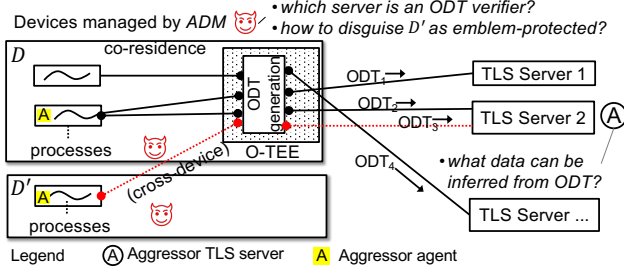 Devices managed by ADM
• which server is an ODT verifier?
• how to disguise D′ as emblem-protected?
D
co-residence
A
processes
ODT generation
O-TEE
ODT1
ODT2
ODT3
ODT4
TLS Server 1
TLS Server 2
A
TLS Server ...
• what data can be
inferred from ODT?
(cross-device)
D′
A
processes
Legend
A Aggressor TLS server
A Aggressor agent